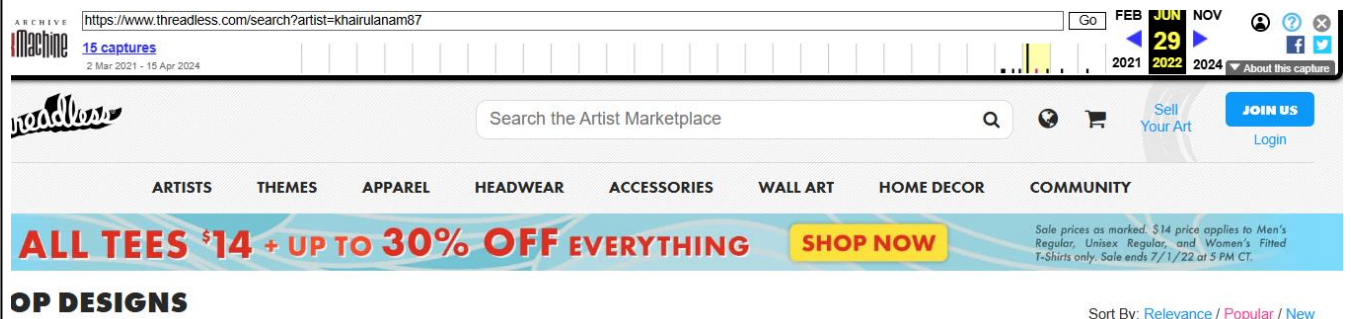 ARCHIVE
Machine
https://www.threadless.com/search?artist=khairulanam87
Go
FEB JUN NOV
15 captures
29
2 Mar 2021 - 15 Apr 2024
2021 2022 2024
About this capture
readless
Search the Artist Marketplace
Sell
Your Art
JOIN US
Login
ARTISTS THEMES APPAREL HEADWEAR ACCESSORIES WALL ART HOME DECOR COMMUNITY
ALL TEES $14 + UP TO 30% OFF EVERYTHING
SHOP NOW
Sale prices as marked. $14 price applies to Men's
Regular, Unisex Regular, and Women's Fitted
T-Shirts only. Sale ends 7/1/22 at 5 PM CT.
OP DESIGNS
Sort By: Relevance / Popular / New